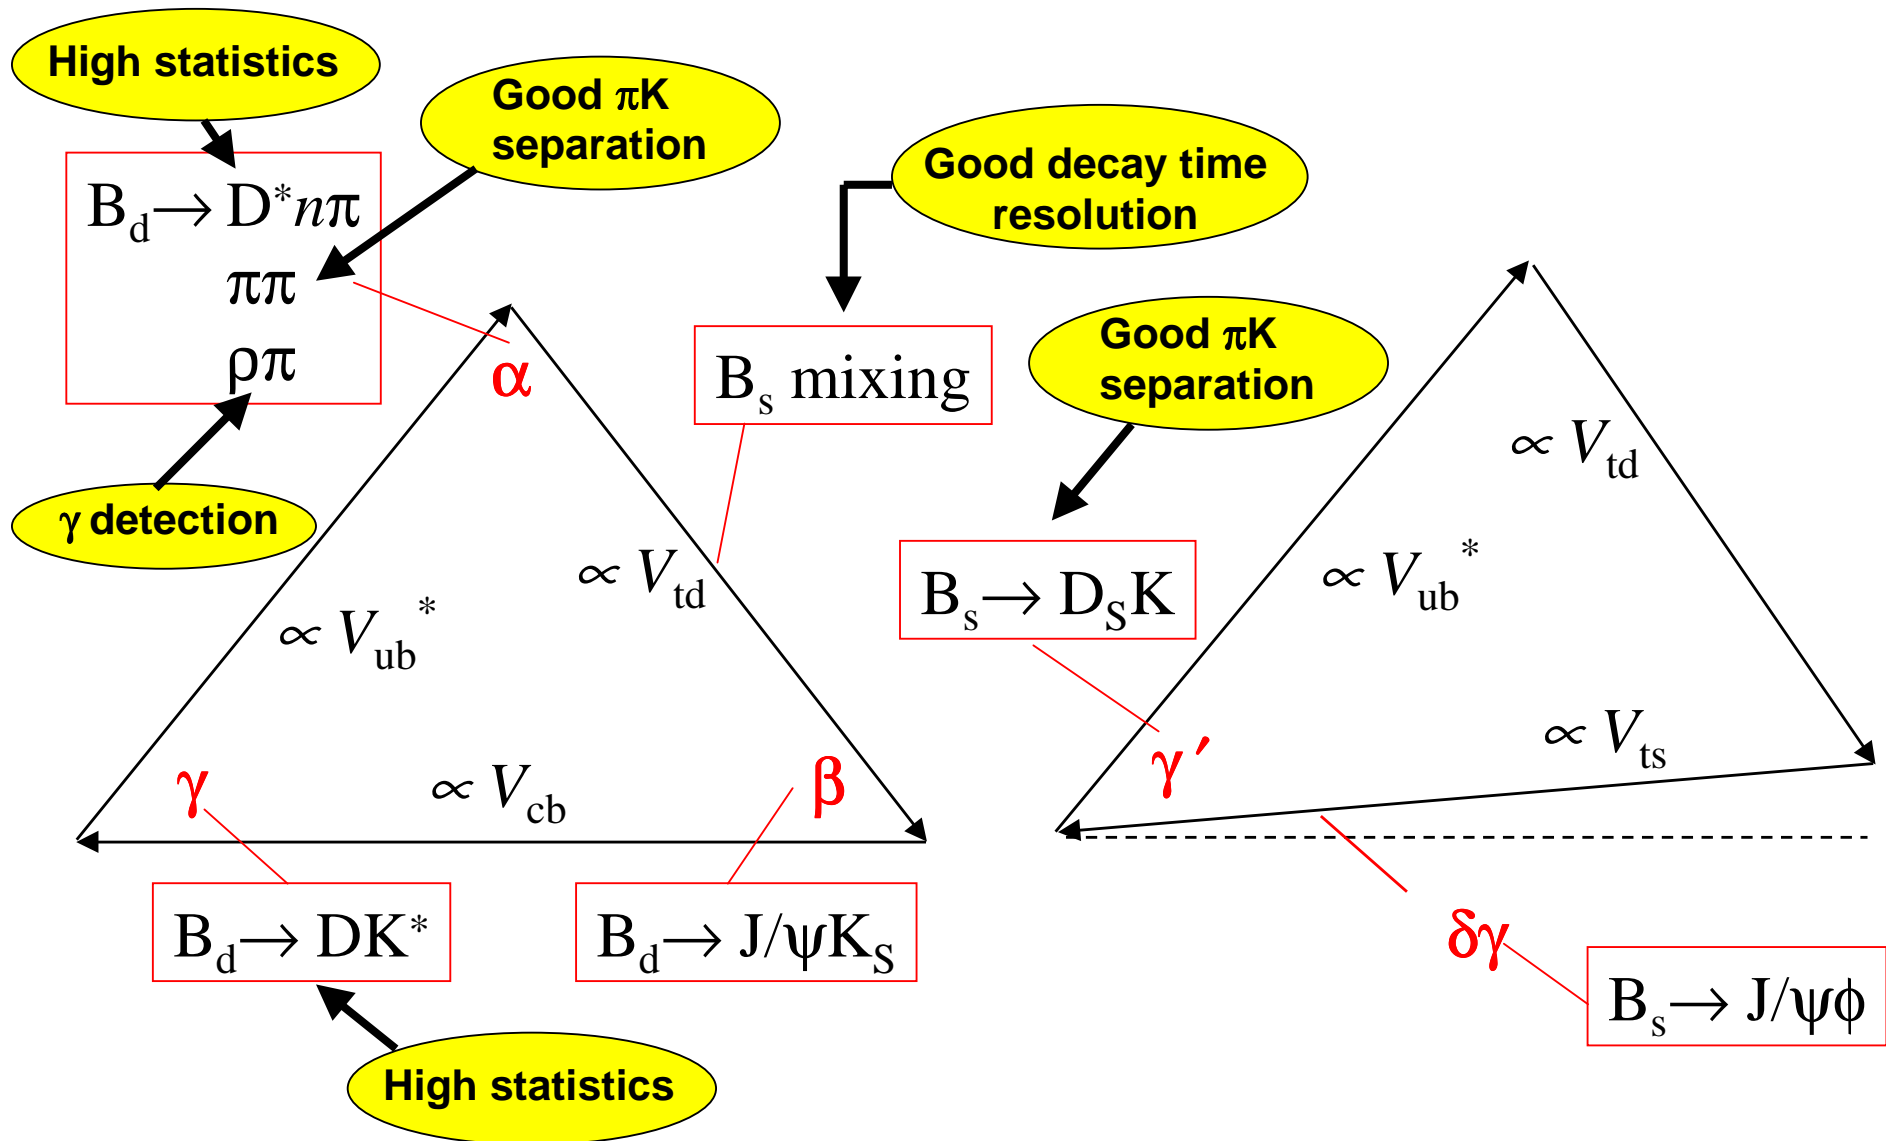 High statistics
Good πK
separation
B_d → D*nπ
ππ
ρπ
γ detection
Good decay time
resolution
B_s mixing
Good πK
separation
B_s → D_S K
α
∝ V_ub*
∝ V_td
γ
∝ V_cb
β
B_d → DK*
B_d → J/ψK_S
High statistics
∝ V_td
∝ V_ub*
∝ V_ts
γ′
δγ
B_s → J/ψϕ